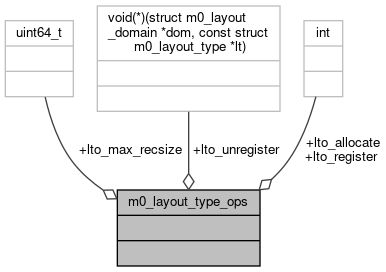 uint64_t
void(*)(struct m0_layout
_domain *dom, const struct
m0_layout_type *lt)
int
+lto_max_recsize
+lto_unregister
+lto_allocate
+lto_register
m0_layout_type_ops